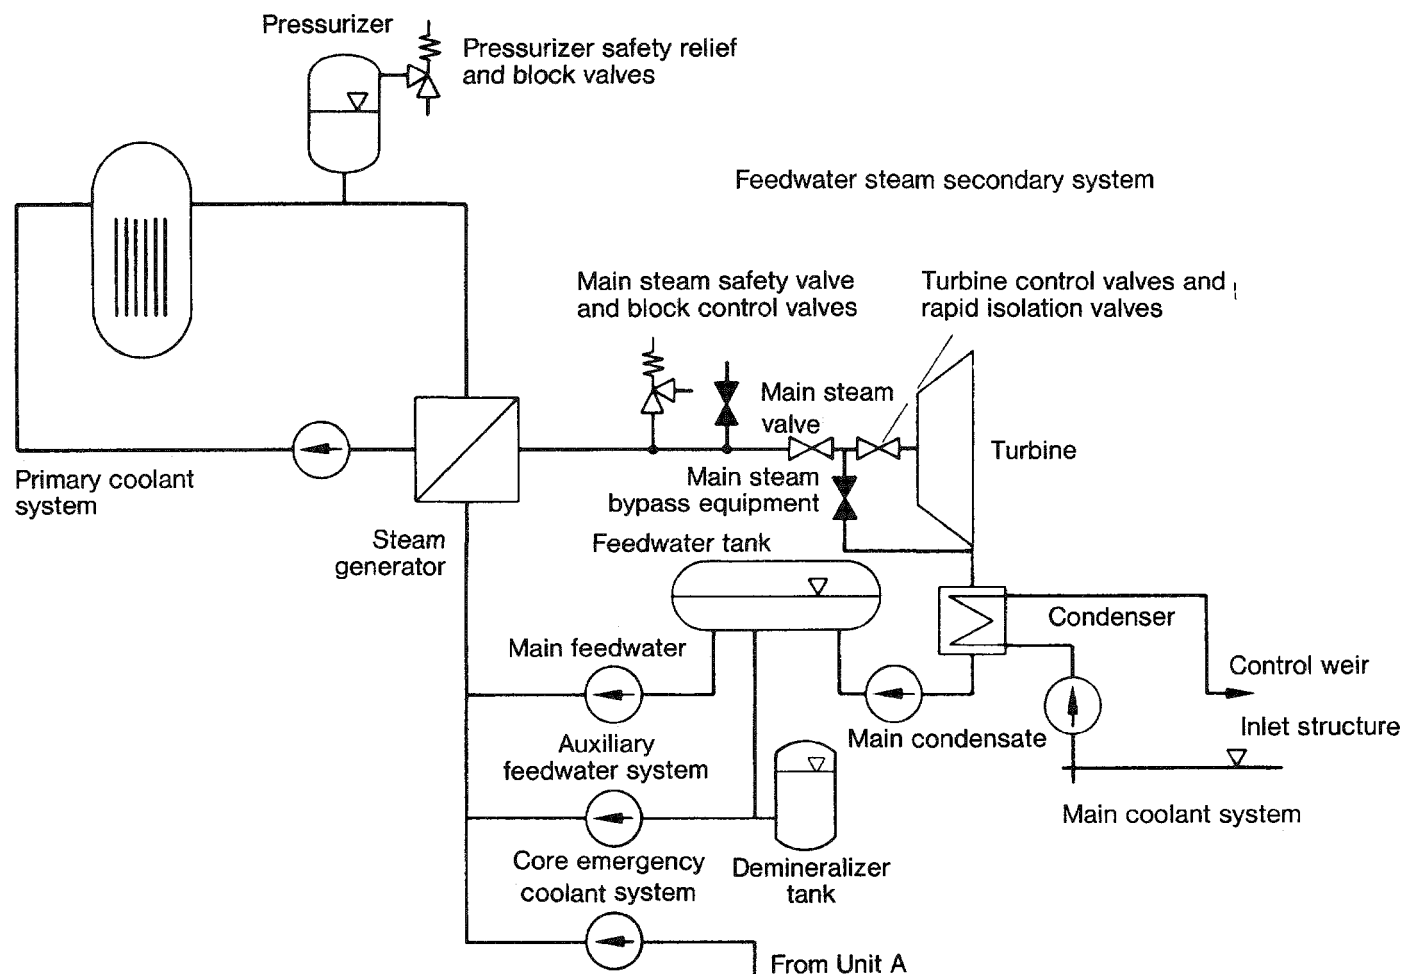 Pressurizer
Pressurizer safety relief
and block valves
Feedwater steam secondary system
Main steam safety valve
and block control valves
Turbine control valves and
rapid isolation valves
Main steam
valve
Turbine
Primary coolant
system
Main steam
bypass equipment
Steam
generator
Feedwater tank
Condenser
Main feedwater
Control weir
Inlet structure
Main condensate
Auxiliary
feedwater system
Main coolant system
Core emergency
coolant system
Demineralizer
tank
From Unit A